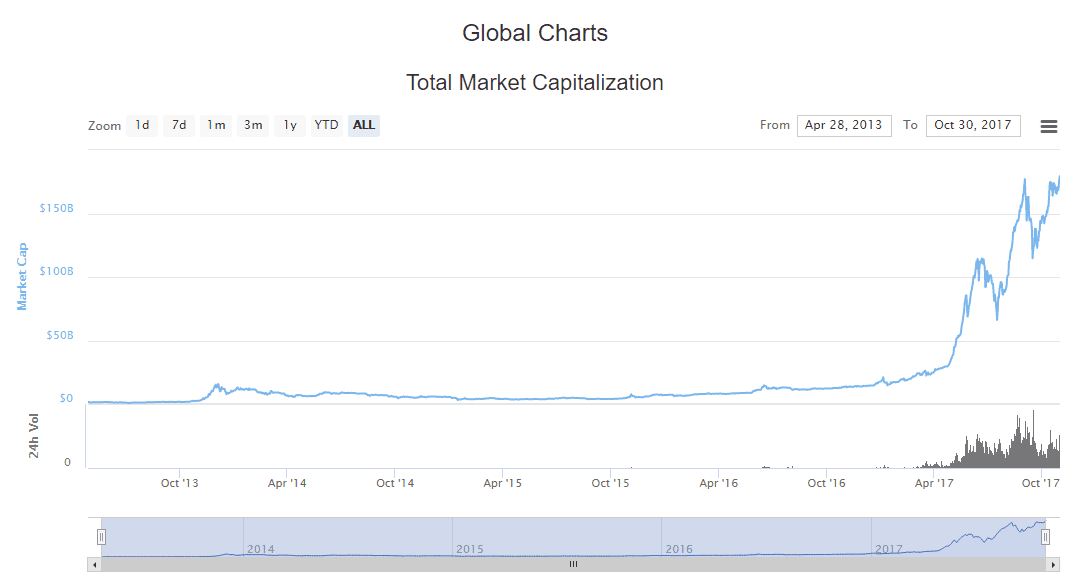 Global Charts
Total Market Capitalization
Zoom 1d 7d 1m 3m 1y YTD ALL
From Apr 28, 2013 To Oct 30, 2017
$150B
$100B
$50B
$0
Market Cap
24h Vol
0
Oct '13 Apr '14 Oct '14 Apr '15 Oct '15 Apr '16 Oct '16 Apr '17 Oct '17
2014 2015 2016 2017